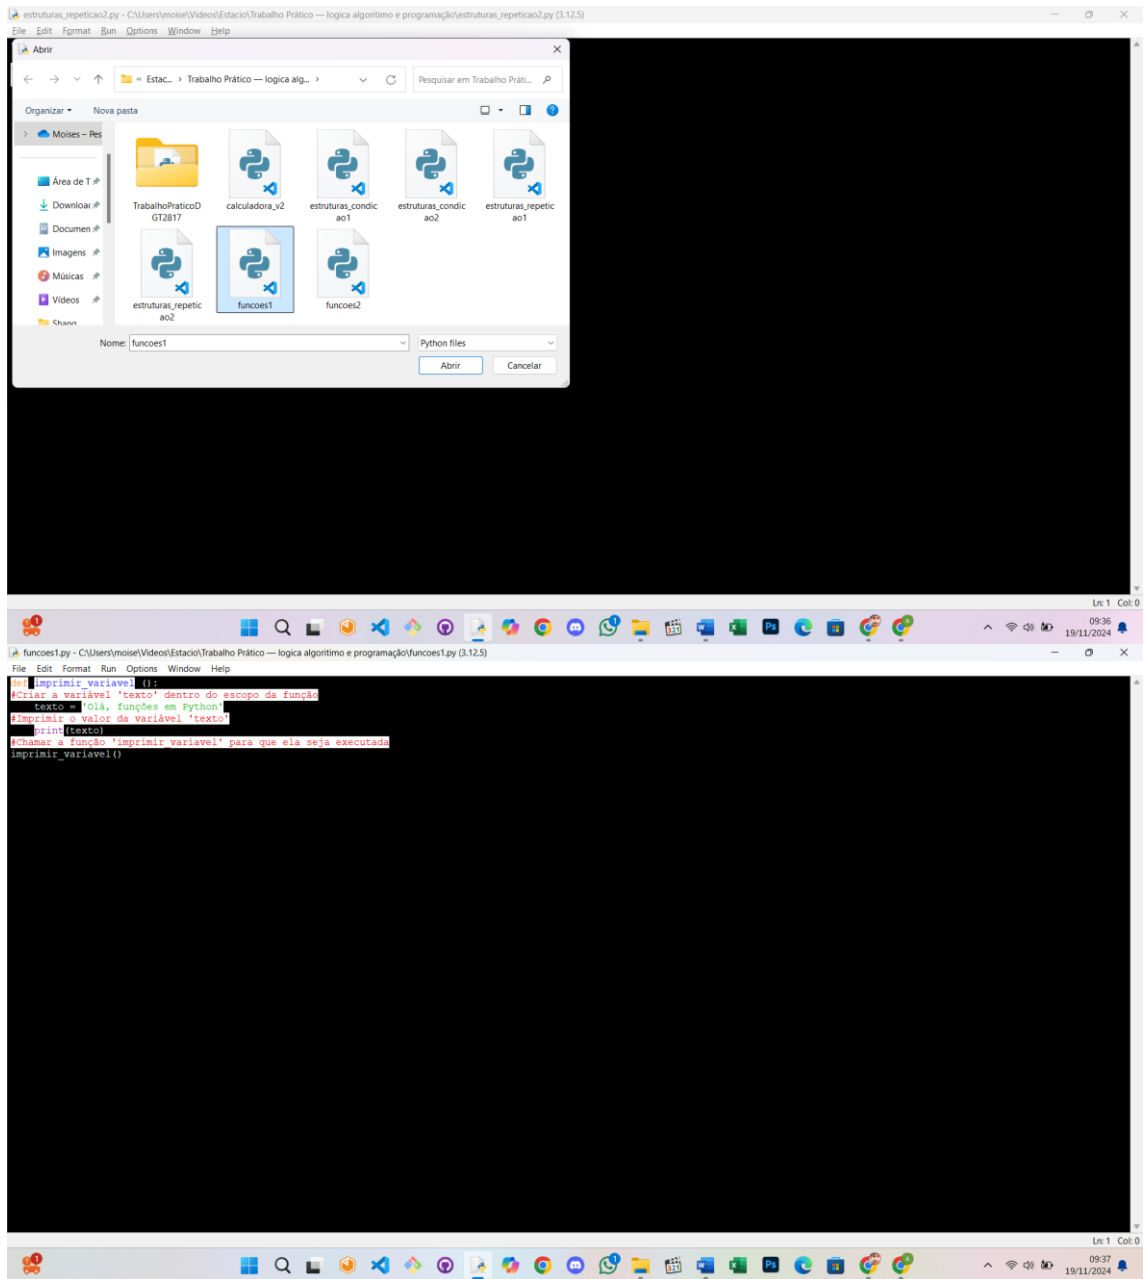 estruturas_repeticao2.py - C:\Users\moise\Videos\Estacio\Trabalho Prático — logica algoritimo e programação\estruturas_repeticao2.py (3.12.5)
File Edit Format Run Options Window Help
Abrir
« Estac... › Trabalho Prático — logica alg... ›
Pesquisar em Trabalho Práti...
Organizar Nova pasta
Moises – Pes
Área de T
Downloac
Documen
Imagens
Músicas
Vídeos
Shang
TrabalhoPraticoD
GT2817
calculadora_v2
estruturas_condic
ao1
estruturas_condic
ao2
estruturas_repetic
ao1
estruturas_repetic
ao2
funcoes1
funcoes2
Nome: funcoes1
Python files
Abrir Cancelar
Ln: 1 Col: 0
09:36
19/11/2024
funcoes1.py - C:\Users\moise\Videos\Estacio\Trabalho Prático — logica algoritimo e programação\funcoes1.py (3.12.5)
File Edit Format Run Options Window Help
def imprimir_variavel ():
#Criar a variável 'texto' dentro do escopo da função
texto = 'Olá, funções em Python'
#Imprimir o valor da variável 'texto'
print(texto)
#Chamar a função 'imprimir_variavel' para que ela seja executada
imprimir_variavel()
Ln: 1 Col: 0
09:37
19/11/2024